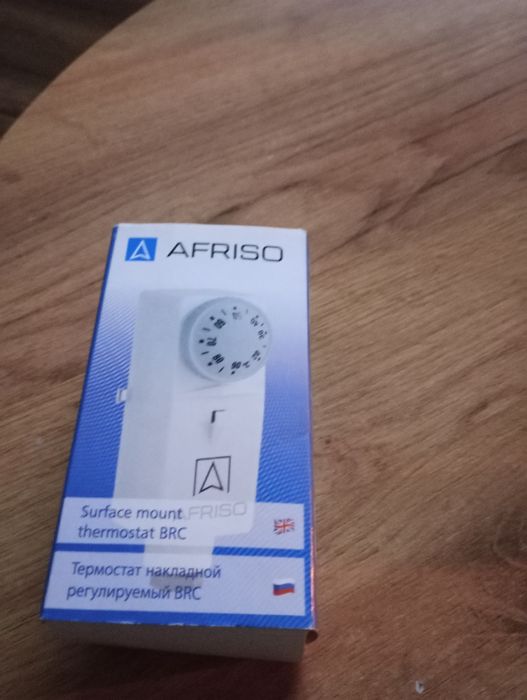 AFRISO
AFRISO
Surface mount
thermostat BRC
Термостат накладной
регулируемый BRC